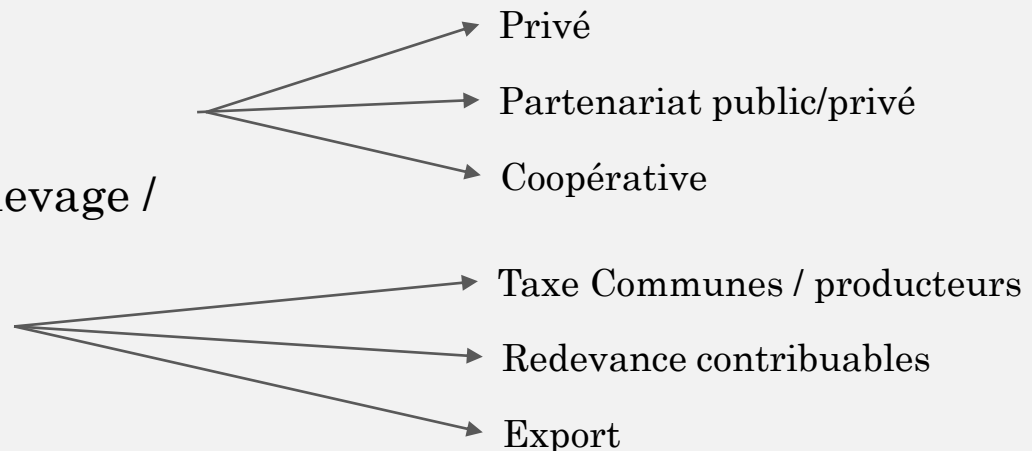 Privé
Partenariat public/privé
Coopérative
levage /
Taxe Communes / producteurs
Redevance contribuables
Export